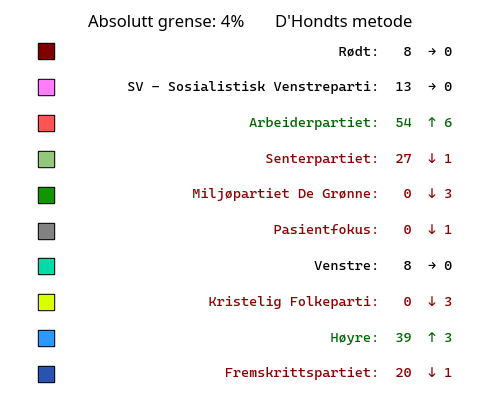 Absolutt grense: 4% D'Hondts metode
Rødt: 8 → 0
SV – Sosialistisk Venstreparti: 13 → 0
Arbeiderpartiet: 54 ↑ 6
Senterpartiet: 27 ↓ 1
Miljøpartiet De Grønne: 0 ↓ 3
Pasientfokus: 0 ↓ 1
Venstre: 8 → 0
Kristelig Folkeparti: 0 ↓ 3
Høyre: 39 ↑ 3
Fremskrittspartiet: 20 ↓ 1